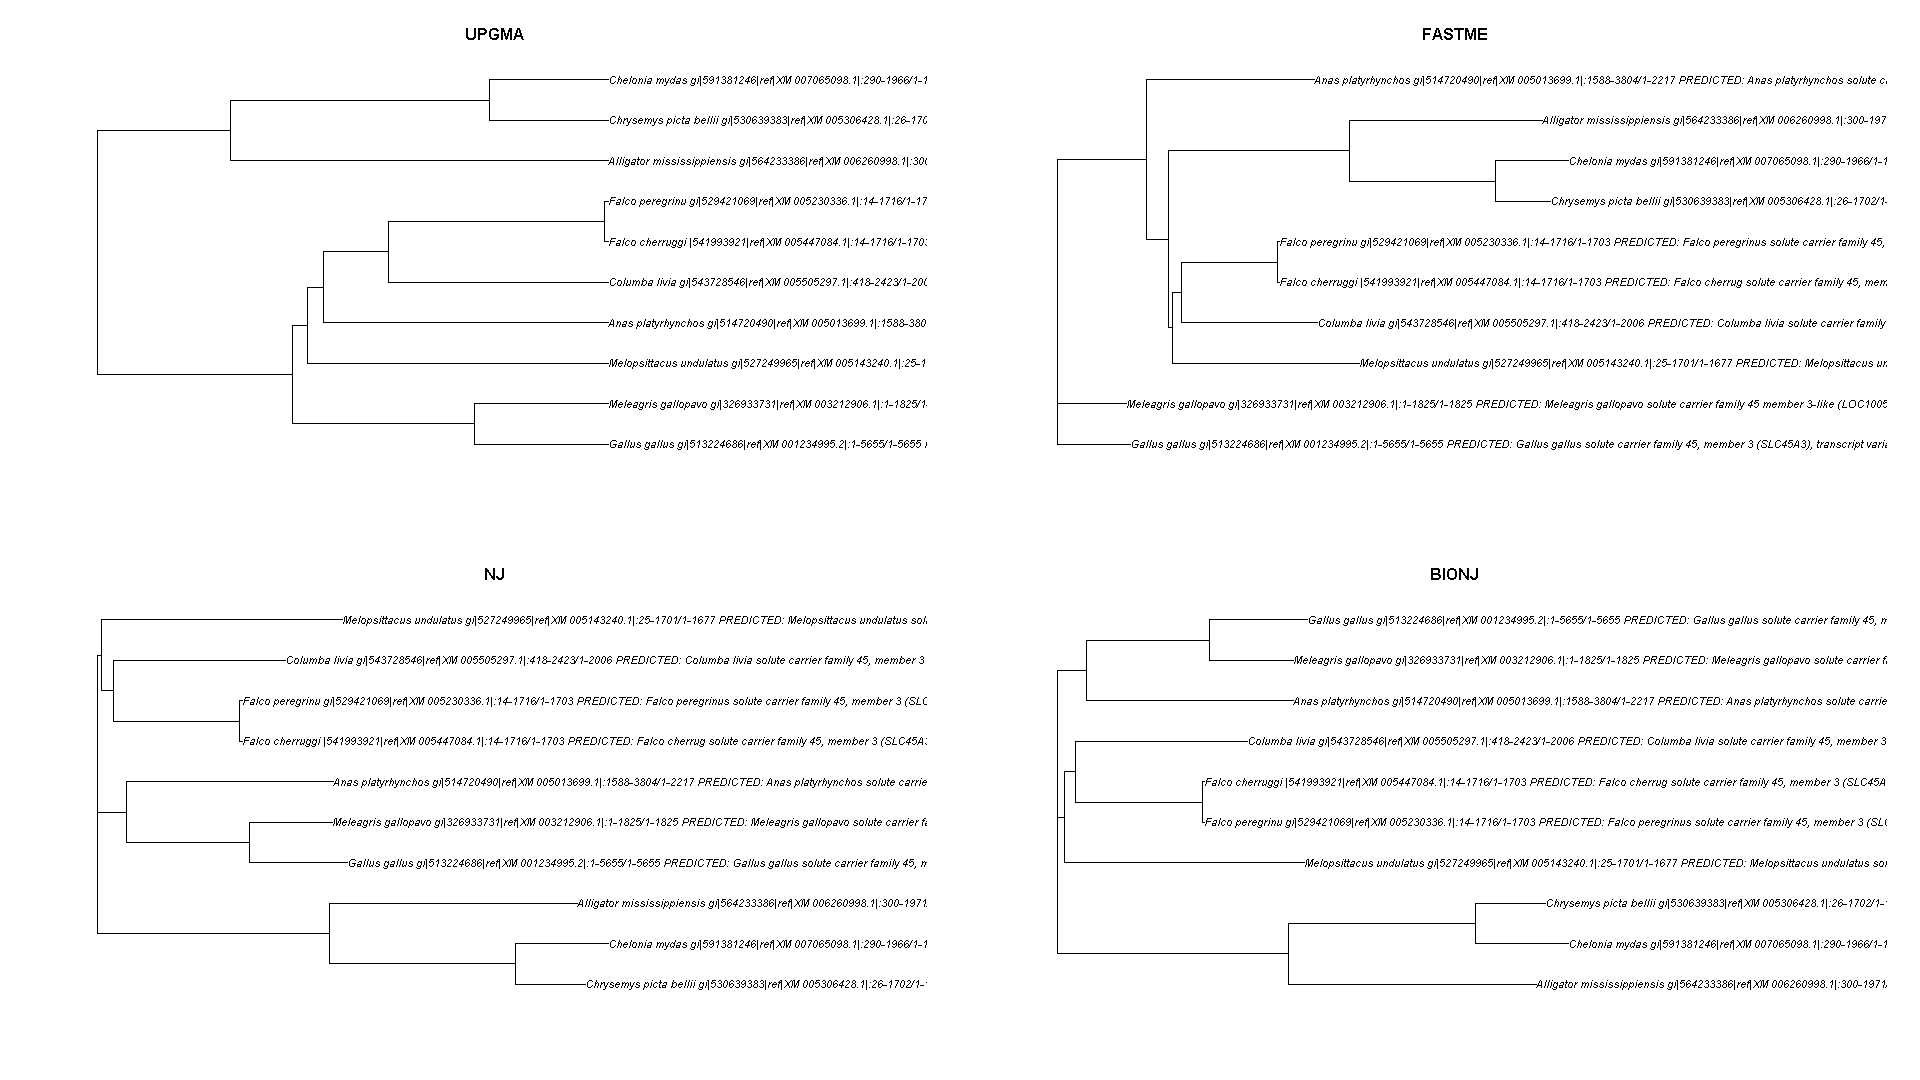 UPGMA
Chelonia mydas gi|591381246|ref|XM 007065098.1|:290-1966/1-1
Chrysemys picta bellii gi|530639383|ref|XM 005306428.1|:26-170
Alligator mississippiensis gi|564233386|ref|XM 006260998.1|:300
Falco peregrinu gi|529421069|ref|XM 005230336.1|:14-1716/1-17
Falco cherruggi |541993921|ref|XM 005447084.1|:14-1716/1-1703
Columba livia gi|543728546|ref|XM 005505297.1|:418-2423/1-200
Anas platyrhynchos gi|514720490|ref|XM 005013699.1|:1588-380
Melopsittacus undulatus gi|527249965|ref|XM 005143240.1|:25-1
Meleagris gallopavo gi|326933731|ref|XM 003212906.1|:1-1825/1-
Gallus gallus gi|513224686|ref|XM 001234995.2|:1-5655/1-5655
FASTME
Anas platyrhynchos gi|514720490|ref|XM 005013699.1|:1588-3804/1-2217 PREDICTED: Anas platyrhynchos solute c
Alligator mississippiensis gi|564233386|ref|XM 006260998.1|:300-197
Chelonia mydas gi|591381246|ref|XM 007065098.1|:290-1966/1-1
Chrysemys picta bellii gi|530639383|ref|XM 005306428.1|:26-1702/1-
Falco peregrinu gi|529421069|ref|XM 005230336.1|:14-1716/1-1703 PREDICTED: Falco peregrinus solute carrier family 45,
Falco cherruggi |541993921|ref|XM 005447084.1|:14-1716/1-1703 PREDICTED: Falco cherrug solute carrier family 45, mem
Columba livia gi|543728546|ref|XM 005505297.1|:418-2423/1-2006 PREDICTED: Columba livia solute carrier family
Melopsittacus undulatus gi|527249965|ref|XM 005143240.1|:25-1701/1-1677 PREDICTED: Melopsittacus un
Meleagris gallopavo gi|326933731|ref|XM 003212906.1|:1-1825/1-1825 PREDICTED: Meleagris gallopavo solute carrier family 45 member 3-like (LOC1005
Gallus gallus gi|513224686|ref|XM 001234995.2|:1-5655/1-5655 PREDICTED: Gallus gallus solute carrier family 45, member 3 (SLC45A3), transcript varia
NJ
Melopsittacus undulatus gi|527249965|ref|XM 005143240.1|:25-1701/1-1677 PREDICTED: Melopsittacus undulatus sol
Columba livia gi|543728546|ref|XM 005505297.1|:418-2423/1-2006 PREDICTED: Columba livia solute carrier family 45, member 3
Falco peregrinu gi|529421069|ref|XM 005230336.1|:14-1716/1-1703 PREDICTED: Falco peregrinus solute carrier family 45, member 3 (SLC
Falco cherruggi |541993921|ref|XM 005447084.1|:14-1716/1-1703 PREDICTED: Falco cherrug solute carrier family 45, member 3 (SLC45A3
Anas platyrhynchos gi|514720490|ref|XM 005013699.1|:1588-3804/1-2217 PREDICTED: Anas platyrhynchos solute carrie
Meleagris gallopavo gi|326933731|ref|XM 003212906.1|:1-1825/1-1825 PREDICTED: Meleagris gallopavo solute carrier fa
Gallus gallus gi|513224686|ref|XM 001234995.2|:1-5655/1-5655 PREDICTED: Gallus gallus solute carrier family 45, m
Alligator mississippiensis gi|564233386|ref|XM 006260998.1|:300-1971
Chelonia mydas gi|591381246|ref|XM 007065098.1|:290-1966/1-1
Chrysemys picta bellii gi|530639383|ref|XM 005306428.1|:26-1702/1-
BIONJ
Gallus gallus gi|513224686|ref|XM 001234995.2|:1-5655/1-5655 PREDICTED: Gallus gallus solute carrier family 45, m
Meleagris gallopavo gi|326933731|ref|XM 003212906.1|:1-1825/1-1825 PREDICTED: Meleagris gallopavo solute carrier f
Anas platyrhynchos gi|514720490|ref|XM 005013699.1|:1588-3804/1-2217 PREDICTED: Anas platyrhynchos solute carrie
Columba livia gi|543728546|ref|XM 005505297.1|:418-2423/1-2006 PREDICTED: Columba livia solute carrier family 45, member 3
Falco cherruggi |541993921|ref|XM 005447084.1|:14-1716/1-1703 PREDICTED: Falco cherrug solute carrier family 45, member 3 (SLC45A
Falco peregrinu gi|529421069|ref|XM 005230336.1|:14-1716/1-1703 PREDICTED: Falco peregrinus solute carrier family 45, member 3 (SLC
Melopsittacus undulatus gi|527249965|ref|XM 005143240.1|:25-1701/1-1677 PREDICTED: Melopsittacus undulatus sol
Chrysemys picta bellii gi|530639383|ref|XM 005306428.1|:26-1702/1-
Chelonia mydas gi|591381246|ref|XM 007065098.1|:290-1966/1-1
Alligator mississippiensis gi|564233386|ref|XM 006260998.1|:300-1971